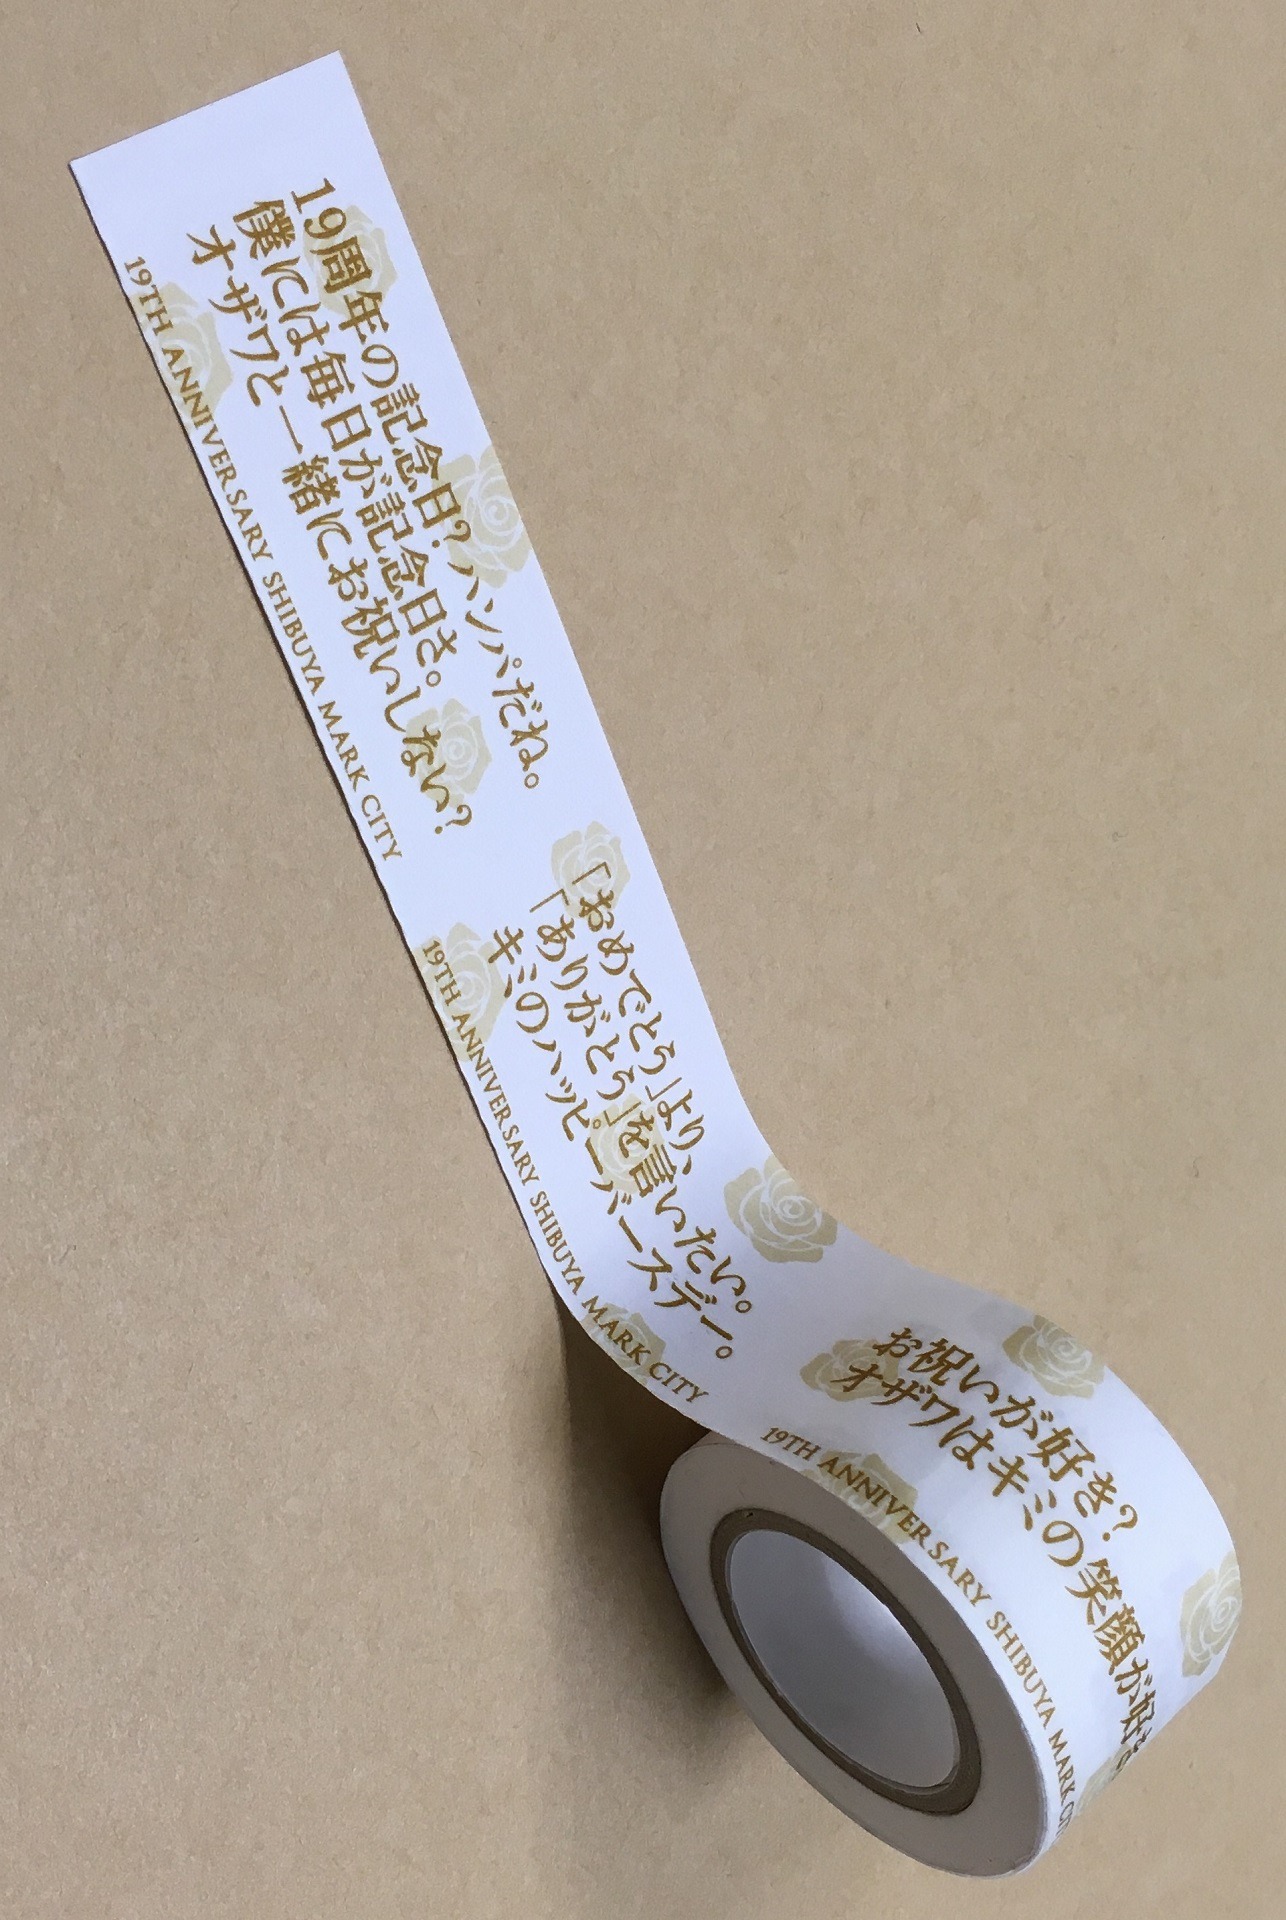 19周年の記念日？ハンパだね。
僕には毎日が記念日さ。
オザワと一緒にお祝いしない？
19TH ANNIVERSARY SHIBUYA MARK CITY
「おめでとう」より、
「ありがとう」を言いたい。
キミのハッピーバースデー。
19TH ANNIVERSARY SHIBUYA MARK CITY
お祝いが好き？
オザワはキミの笑顔が好き
19TH ANNIVERSARY SHIBUYA MARK